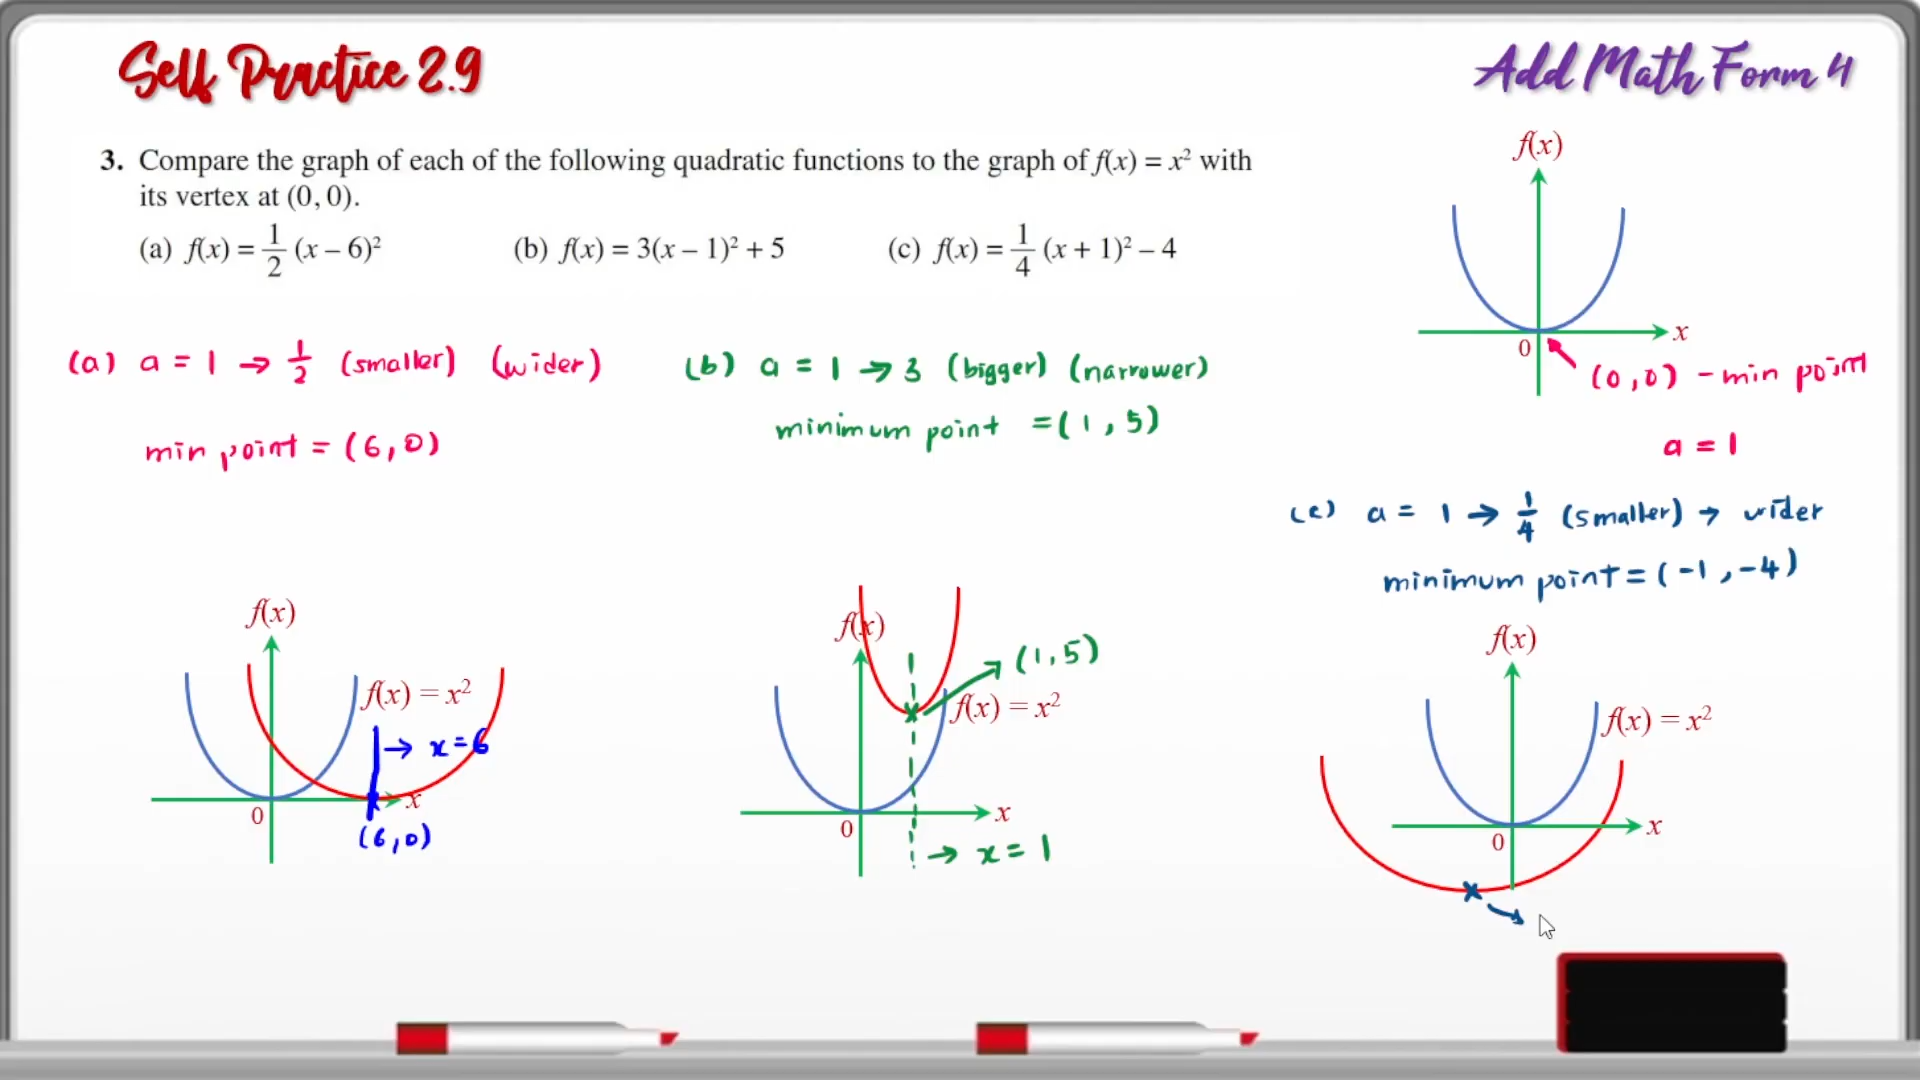 Self Practice 2.9
Add Math Form 4
3. Compare the graph of each of the following quadratic functions to the graph of f(x) = x² with
its vertex at (0, 0).
(a) f(x) = 1/2 (x – 6)² (b) f(x) = 3(x – 1)² + 5 (c) f(x) = 1/4 (x + 1)² – 4
f(x)
x
0
(0,0) - min point
a = 1
(a) a = 1 → 1/2 (smaller) (wider)
min point = (6,0)
(b) a = 1 → 3 (bigger) (narrower)
minimum point = (1,5)
(c) a = 1 → 1/4 (smaller) → wider
minimum point = (-1,-4)
f(x)
f(x) = x²
→ x=6
x
0
(6,0)
f(x)
(1,5)
f(x) = x²
x
0
→ x = 1
f(x)
f(x) = x²
x
0